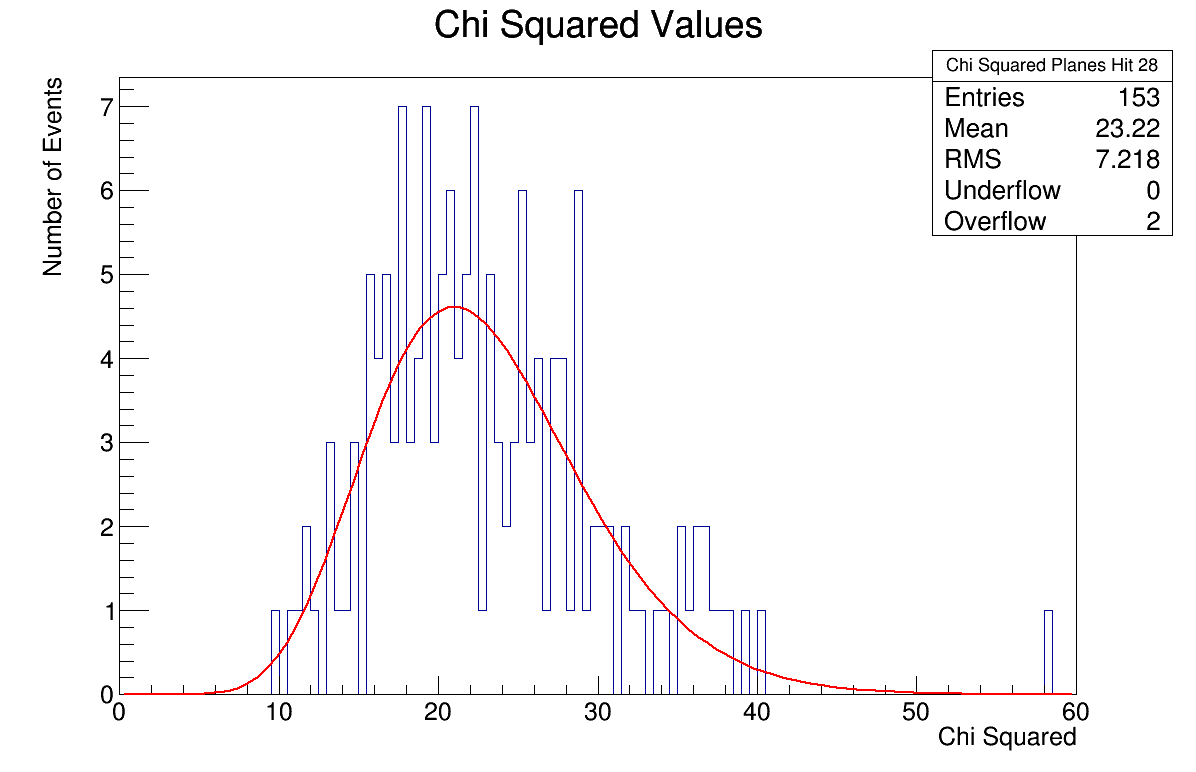 Chi Squared Values
Chi Squared Planes Hit 28
Entries 153
Mean 23.22
RMS 7.218
Underflow 0
Overflow 2
Number of Events
7
6
5
4
3
2
1
0
0 10 20 30 40 50 60
Chi Squared